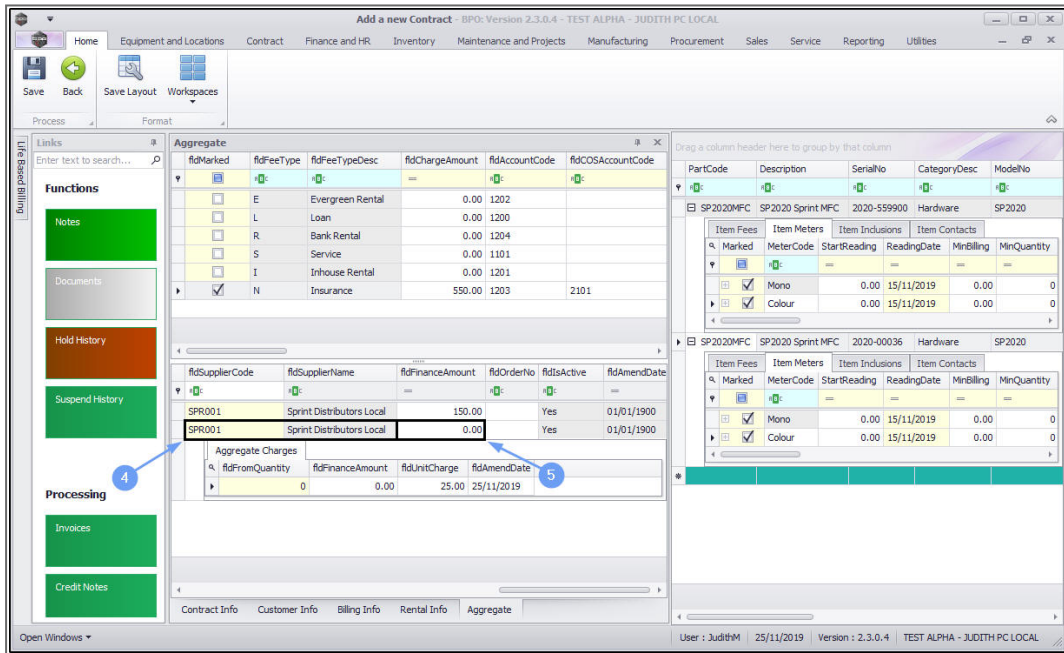 Add a new Contract - BPO: Version 2.3.0.4 - TEST ALPHA - JUDITH PC LOCAL
Home Equipment and Locations Contract Finance and HR Inventory Maintenance and Projects Manufacturing Procurement Sales Service Reporting Utilities
Save Back Save Layout Workspaces
Process Format
Life Based Billing
Links
Enter text to search...
Functions
Notes
Documents
Hold History
Suspend History
Processing
Invoices
Credit Notes
Aggregate
fldMarked fldFeeType fldFeeTypeDesc fldChargeAmount fldAccountCode fldCOSAccountCode
E Evergreen Rental 0.00 1202
L Loan 0.00 1200
R Bank Rental 0.00 1204
S Service 0.00 1101
I Inhouse Rental 0.00 1201
N Insurance 550.00 1203 2101
fldSupplierCode fldSupplierName fldFinanceAmount fldOrderNo fldIsActive fldAmendDate
SPR001 Sprint Distributors Local 150.00 Yes 01/01/1900
SPR001 Sprint Distributors Local 0.00 Yes 01/01/1900
4
5
Aggregate Charges
fldFromQuantity fldFinanceAmount fldUnitCharge fldAmendDate
0 0.00 25.00 25/11/2019
Contract Info Customer Info Billing Info Rental Info Aggregate
Drag a column header here to group by that column
PartCode Description SerialNo CategoryDesc ModelNo
SP2020MFC SP2020 Sprint MFC 2020-559900 Hardware SP2020
Item Fees Item Meters Item Inclusions Item Contacts
Marked MeterCode StartReading ReadingDate MinBilling MinQuantity
Mono 0.00 15/11/2019 0.00 0
Colour 0.00 15/11/2019 0.00 0
SP2020MFC SP2020 Sprint MFC 2020-00036 Hardware SP2020
Item Fees Item Meters Item Inclusions Item Contacts
Marked MeterCode StartReading ReadingDate MinBilling MinQuantity
Mono 0.00 15/11/2019 0.00 0
Colour 0.00 15/11/2019 0.00 0
Open Windows
User : JudithM 25/11/2019 Version : 2.3.0.4 TEST ALPHA - JUDITH PC LOCAL